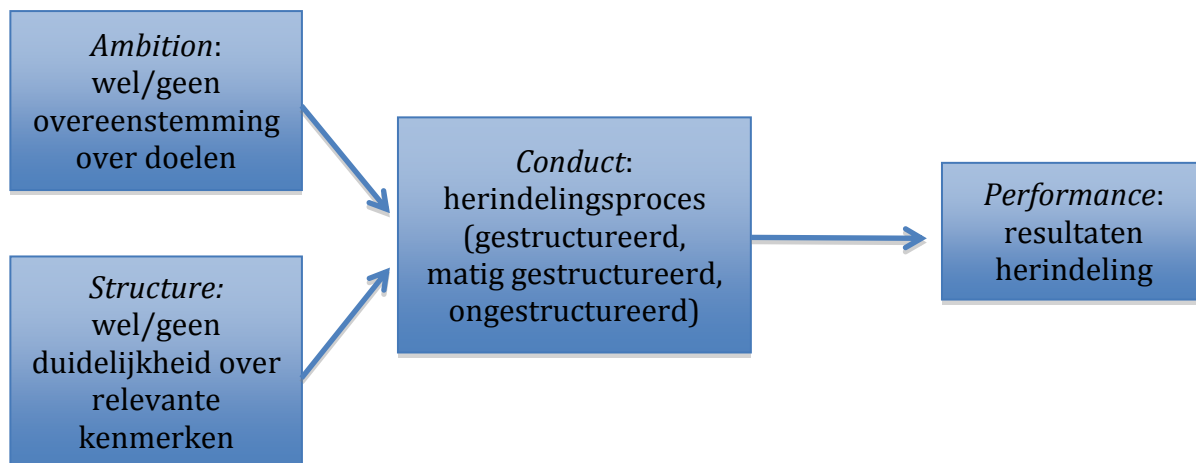 Ambition:
wel/geen
overeenstemming
over doelen
Structure:
wel/geen
duidelijkheid over
relevante
kenmerken
Conduct:
herindelingsproces
(gestructureerd,
matig gestructureerd,
ongestructureerd)
Performance:
resultaten
herindeling